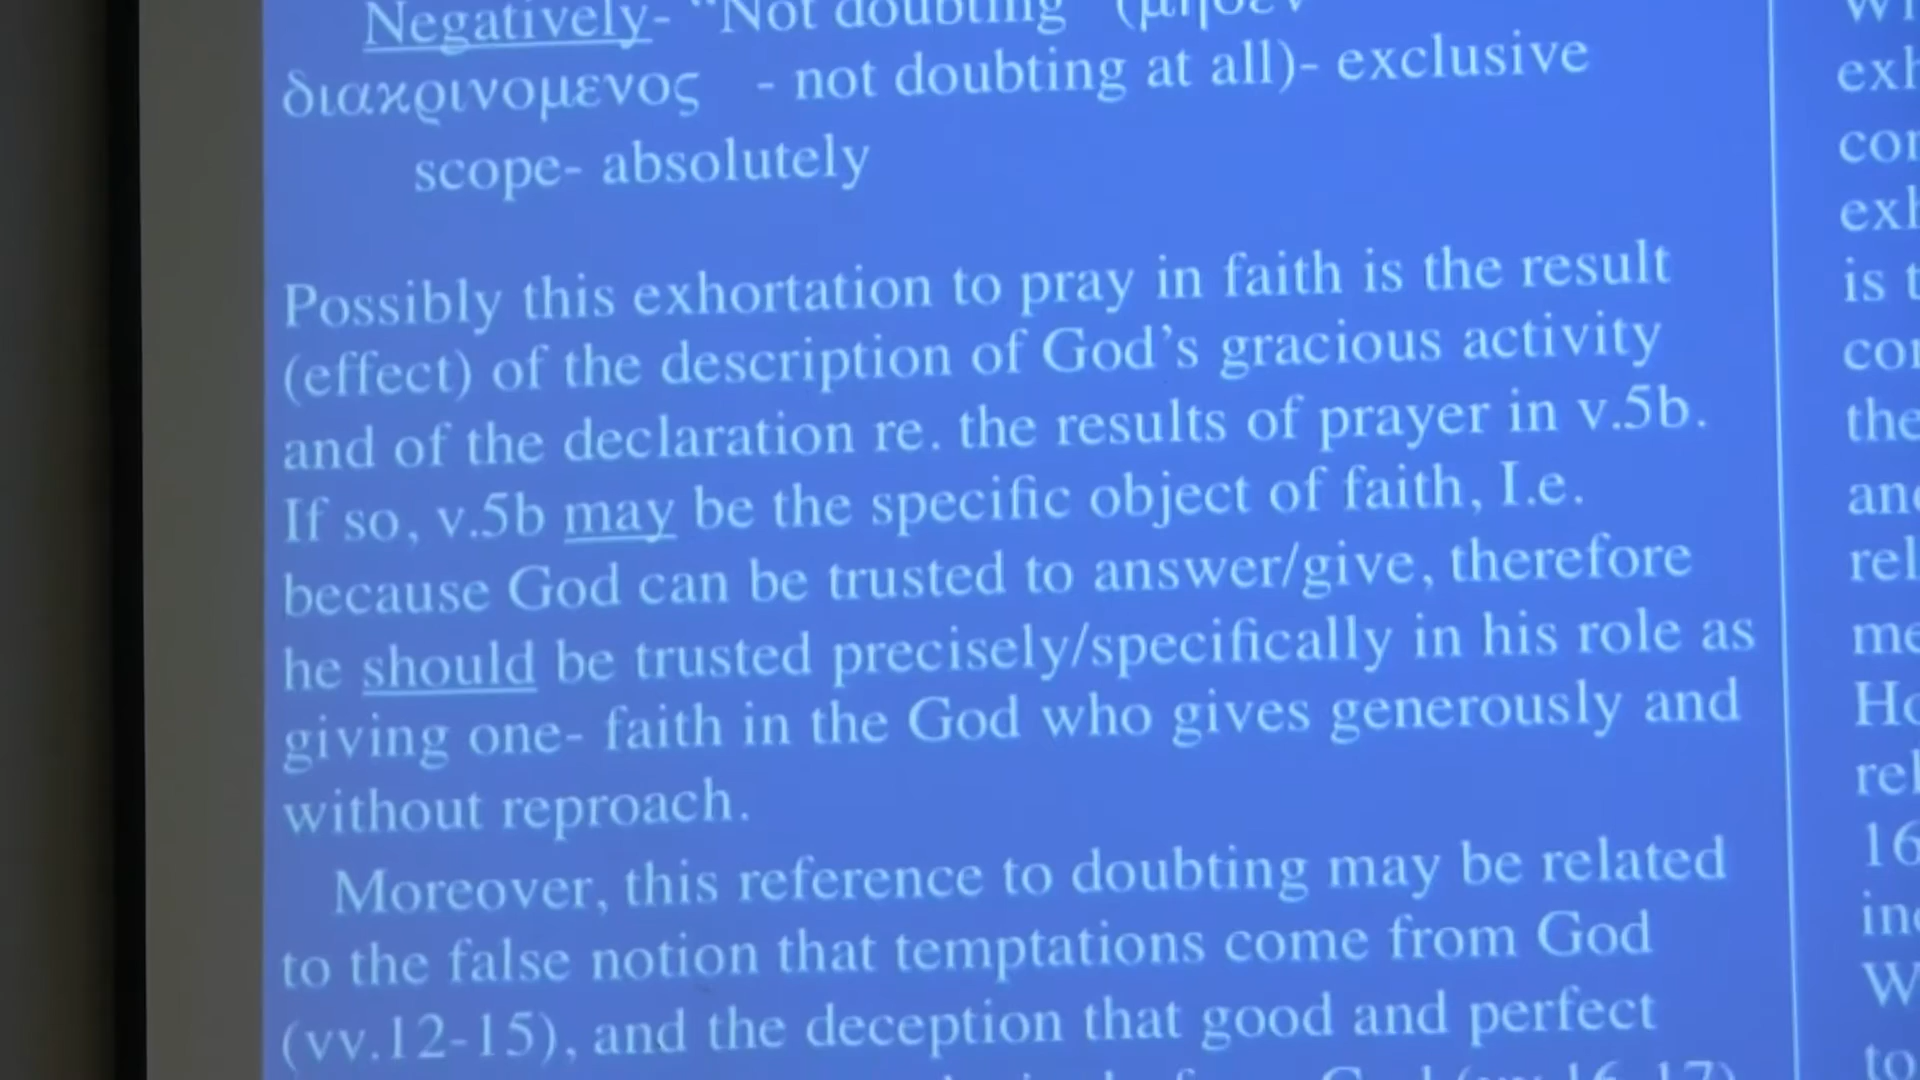 Negatively- "Not doubting (μηδεν
διακρινομενος - not doubting at all)- exclusive
scope- absolutely
Possibly this exhortation to pray in faith is the result
(effect) of the description of God's gracious activity
and of the declaration re. the results of prayer in v.5b.
If so, v.5b may be the specific object of faith, I.e.
because God can be trusted to answer/give, therefore
he should be trusted precisely/specifically in his role as
giving one- faith in the God who gives generously and
without reproach.
Moreover, this reference to doubting may be related
to the false notion that temptations come from God
(vv.12-15), and the deception that good and perfect